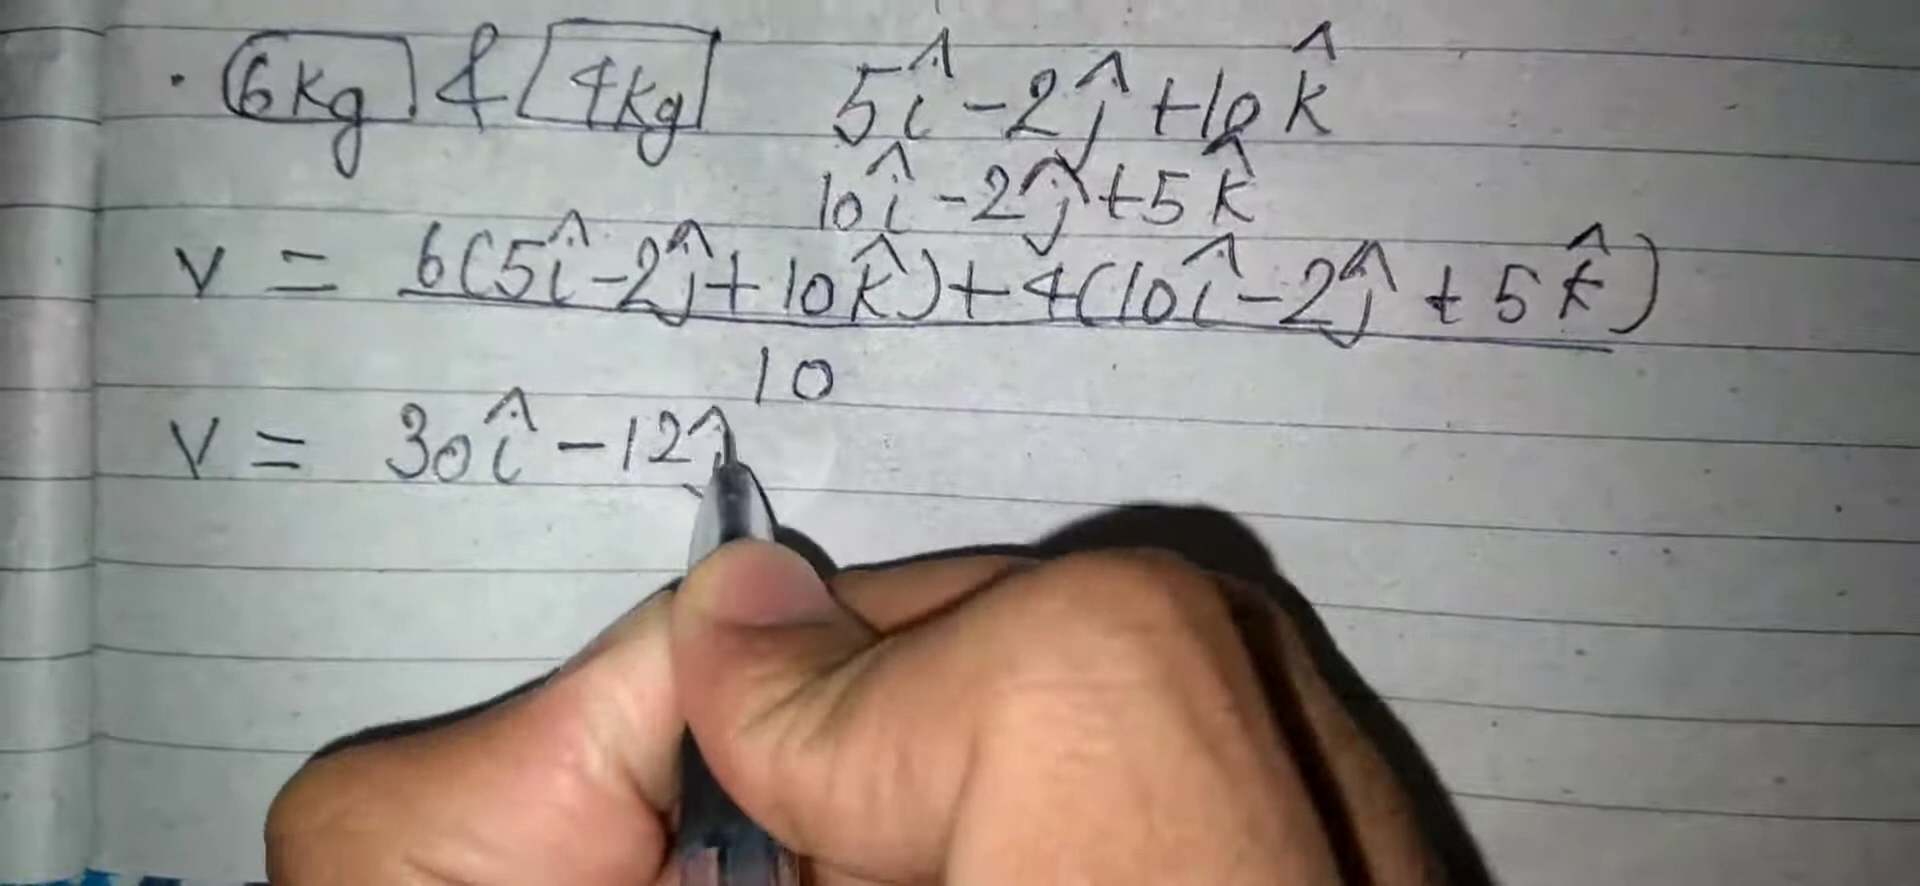 . 6kg & 4kg 5î - 2ĵ + 10k̂
10î - 2ĵ + 5k̂
v = 6(5î - 2ĵ + 10k̂) + 4(10î - 2ĵ + 5k̂)
10
v = 30î - 12ĵ